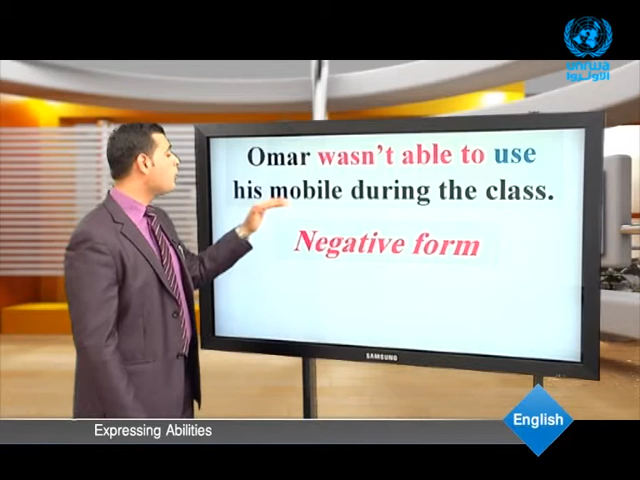 unrwa
الأونروا
Omar wasn't able to use
his mobile during the class.
Negative form
SAMSUNG
English
Expressing Abilities